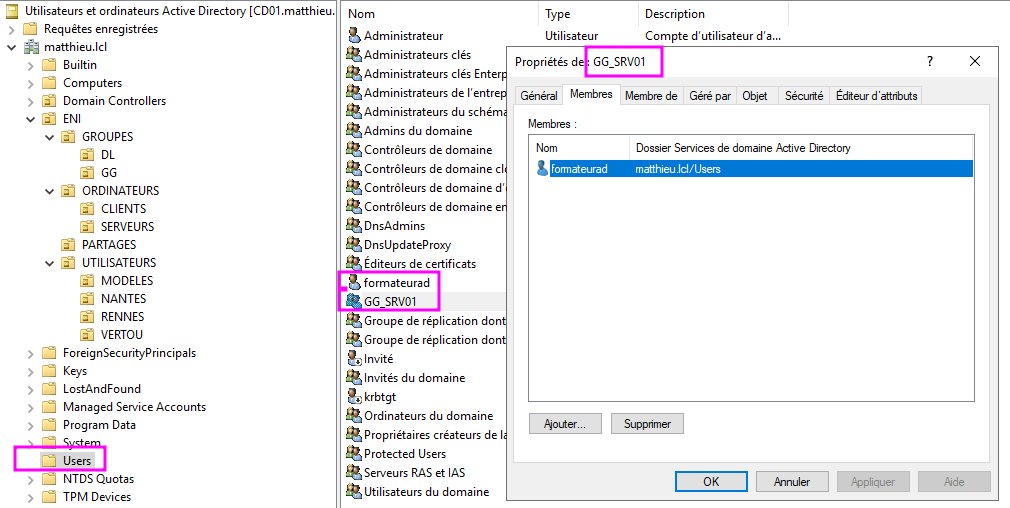 Utilisateurs et ordinateurs Active Directory [CD01.matthieu.
Requêtes enregistrées
matthieu.lcl
Builtin
Computers
Domain Controllers
ENI
GROUPES
DL
GG
ORDINATEURS
CLIENTS
SERVEURS
PARTAGES
UTILISATEURS
MODELES
NANTES
RENNES
VERTOU
ForeignSecurityPrincipals
Keys
LostAndFound
Managed Service Accounts
Program Data
System
Users
NTDS Quotas
TPM Devices
Nom Type Description
Administrateur Utilisateur Compte d'utilisateur d'a...
Administrateurs clés
Administrateurs clés Enterp
Administrateurs de l'entrep
Administrateurs du schéma
Admins du domaine
Contrôleurs de domaine
Contrôleurs de domaine clo
Contrôleurs de domaine d'
Contrôleurs de domaine en
DnsAdmins
DnsUpdateProxy
Éditeurs de certificats
formateurad
GG_SRV01
Groupe de réplication dont
Groupe de réplication dont
Invité
Invités du domaine
krbtgt
Ordinateurs du domaine
Propriétaires créateurs de la
Protected Users
Serveurs RAS et IAS
Utilisateurs du domaine
Propriétés de : GG_SRV01 ?
Général Membres Membre de Géré par Objet Sécurité Éditeur d'attributs
Membres :
Nom Dossier Services de domaine Active Directory
formateurad matthieu.lcl/Users
Ajouter... Supprimer
OK Annuler Appliquer Aide